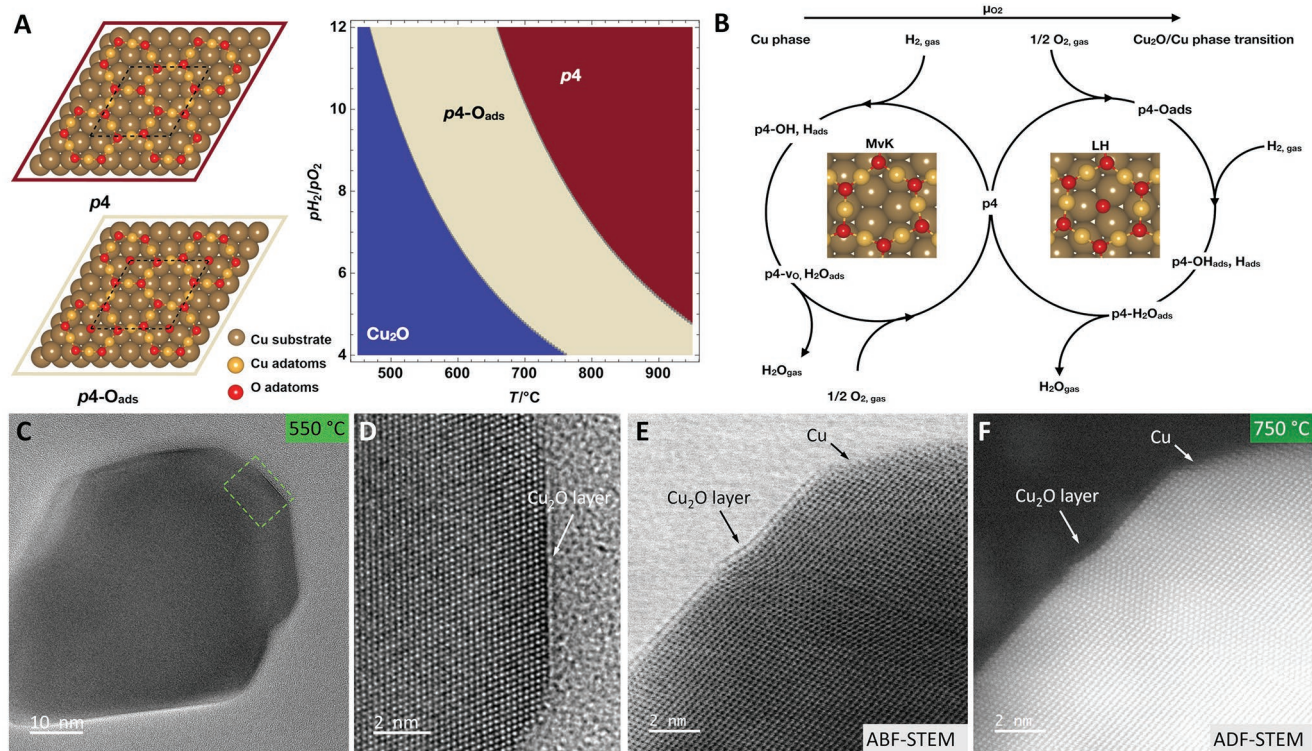 A
p4
p4-Oads
Cu substrate
Cu adatoms
O adatoms
pH₂/pO₂
12
10
8
6
4
p4
p4-Oads
Cu₂O
500
600
700
800
900
T/°C
B
μO₂
Cu phase
H₂, gas
1/2 O₂, gas
Cu₂O/Cu phase transition
p4-OH, Hads
MvK
p4-vO, H₂Oads
H₂Ogas
1/2 O₂, gas
p4
LH
p4-Oads
H₂, gas
p4-OHads, Hads
p4-H₂Oads
H₂Ogas
C
550 °C
10 nm
D
Cu₂O layer
2 nm
E
Cu
Cu₂O layer
2 nm
ABF-STEM
F
750 °C
Cu
Cu₂O layer
2 nm
ADF-STEM